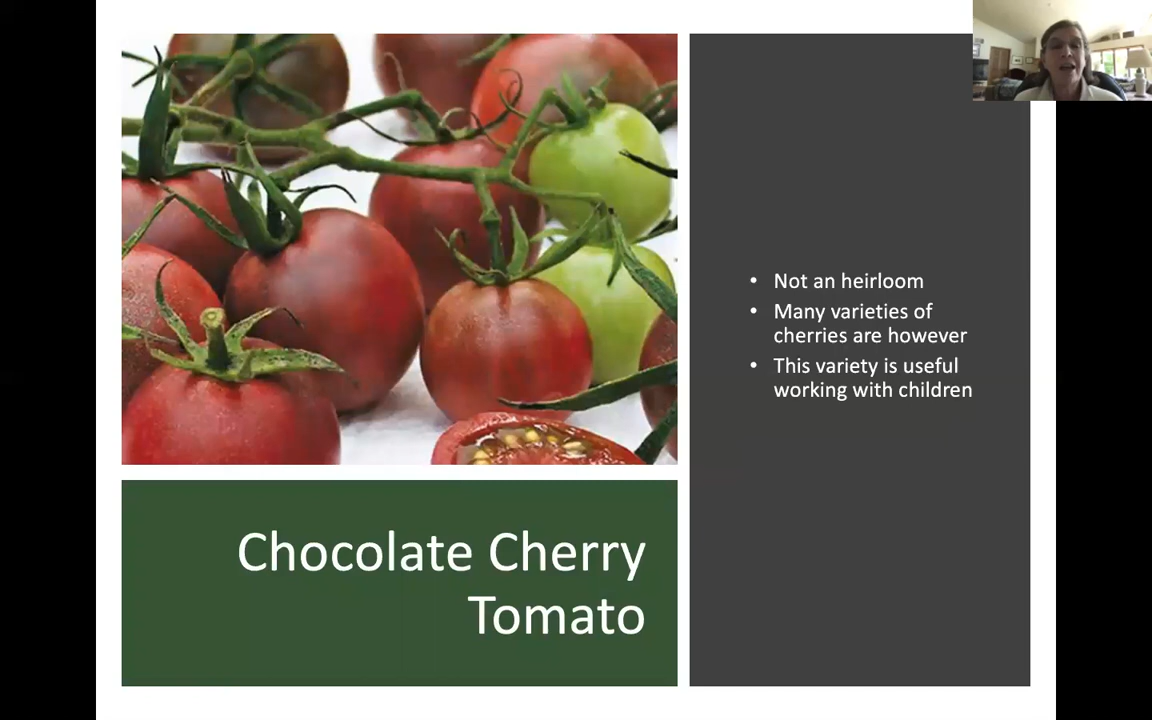 Not an heirloom
Many varieties of
cherries are however
This variety is useful
working with children
Chocolate Cherry
Tomato